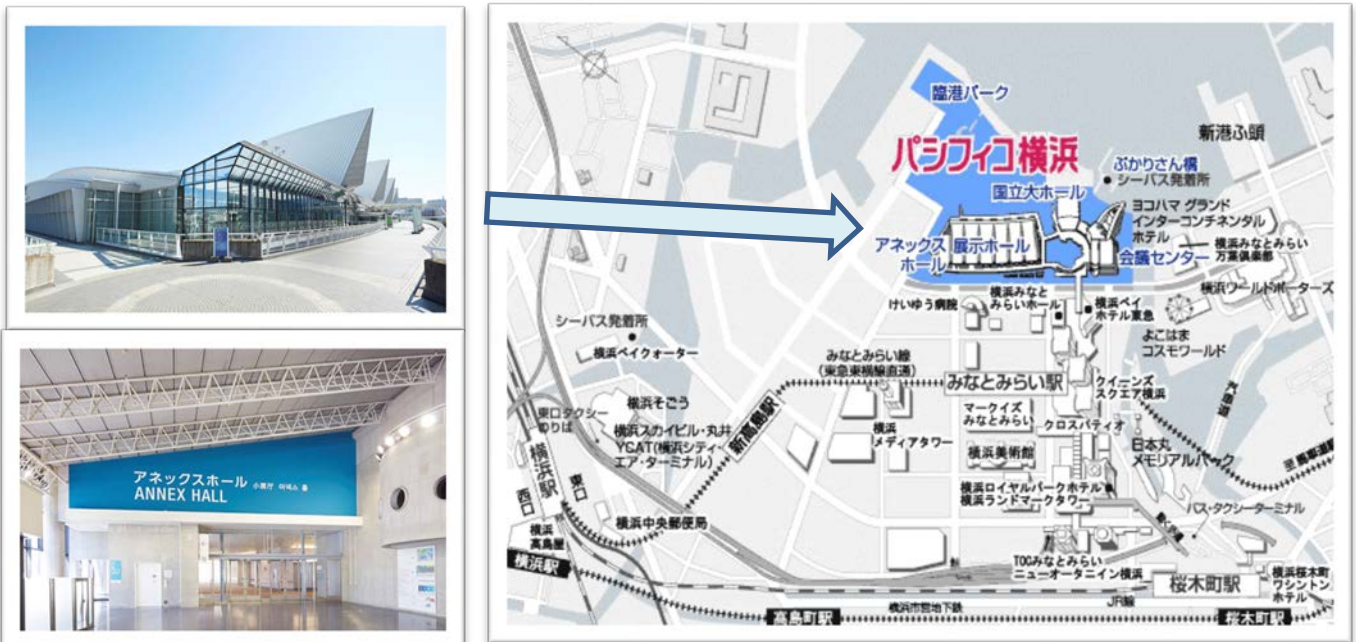 アネックスホール 小展厅 아넥스 홀
ANNEX HALL
臨港パーク
パシフィコ横浜
新港ふ頭
ぷかりさん橋
シーバス発着所
国立大ホール
ヨコハマ グランド
インターコンチネンタル
ホテル
アネックス
ホール
展示ホール
会議センター
横浜みなとみらい
万葉倶楽部
けいゆう病院
横浜みなと
みらいホール
横浜ベイ
ホテル東急
横浜ワールドポーターズ
よこはま
コスモワールド
シーバス発着所
横浜ベイクォーター
みなとみらい線
(東急東横線直通)
みなとみらい駅
クイーンズ
スクエア横浜
東口タクシー
のりば
横浜そごう
横浜スカイビル・丸井
YCAT(横浜シティ・
エア・ターミナル)
新高島駅
横浜
メディアタワー
マークイズ
みなとみらい
クロスパティオ
横浜美術館
日本丸
メモリアルパーク
至馬車道駅
横浜駅
東口
西口
横浜ロイヤルパークホテル
横浜ランドマークタワー
バス・タクシーターミナル
動く歩道
横浜中央郵便局
横浜
高島屋
横浜駅
TOCみなとみらい
ニューオータニイン横浜
桜木町駅
横浜桜木町
ワシントン
ホテル
JR線
高島町駅
横浜市営地下鉄
桜木町駅